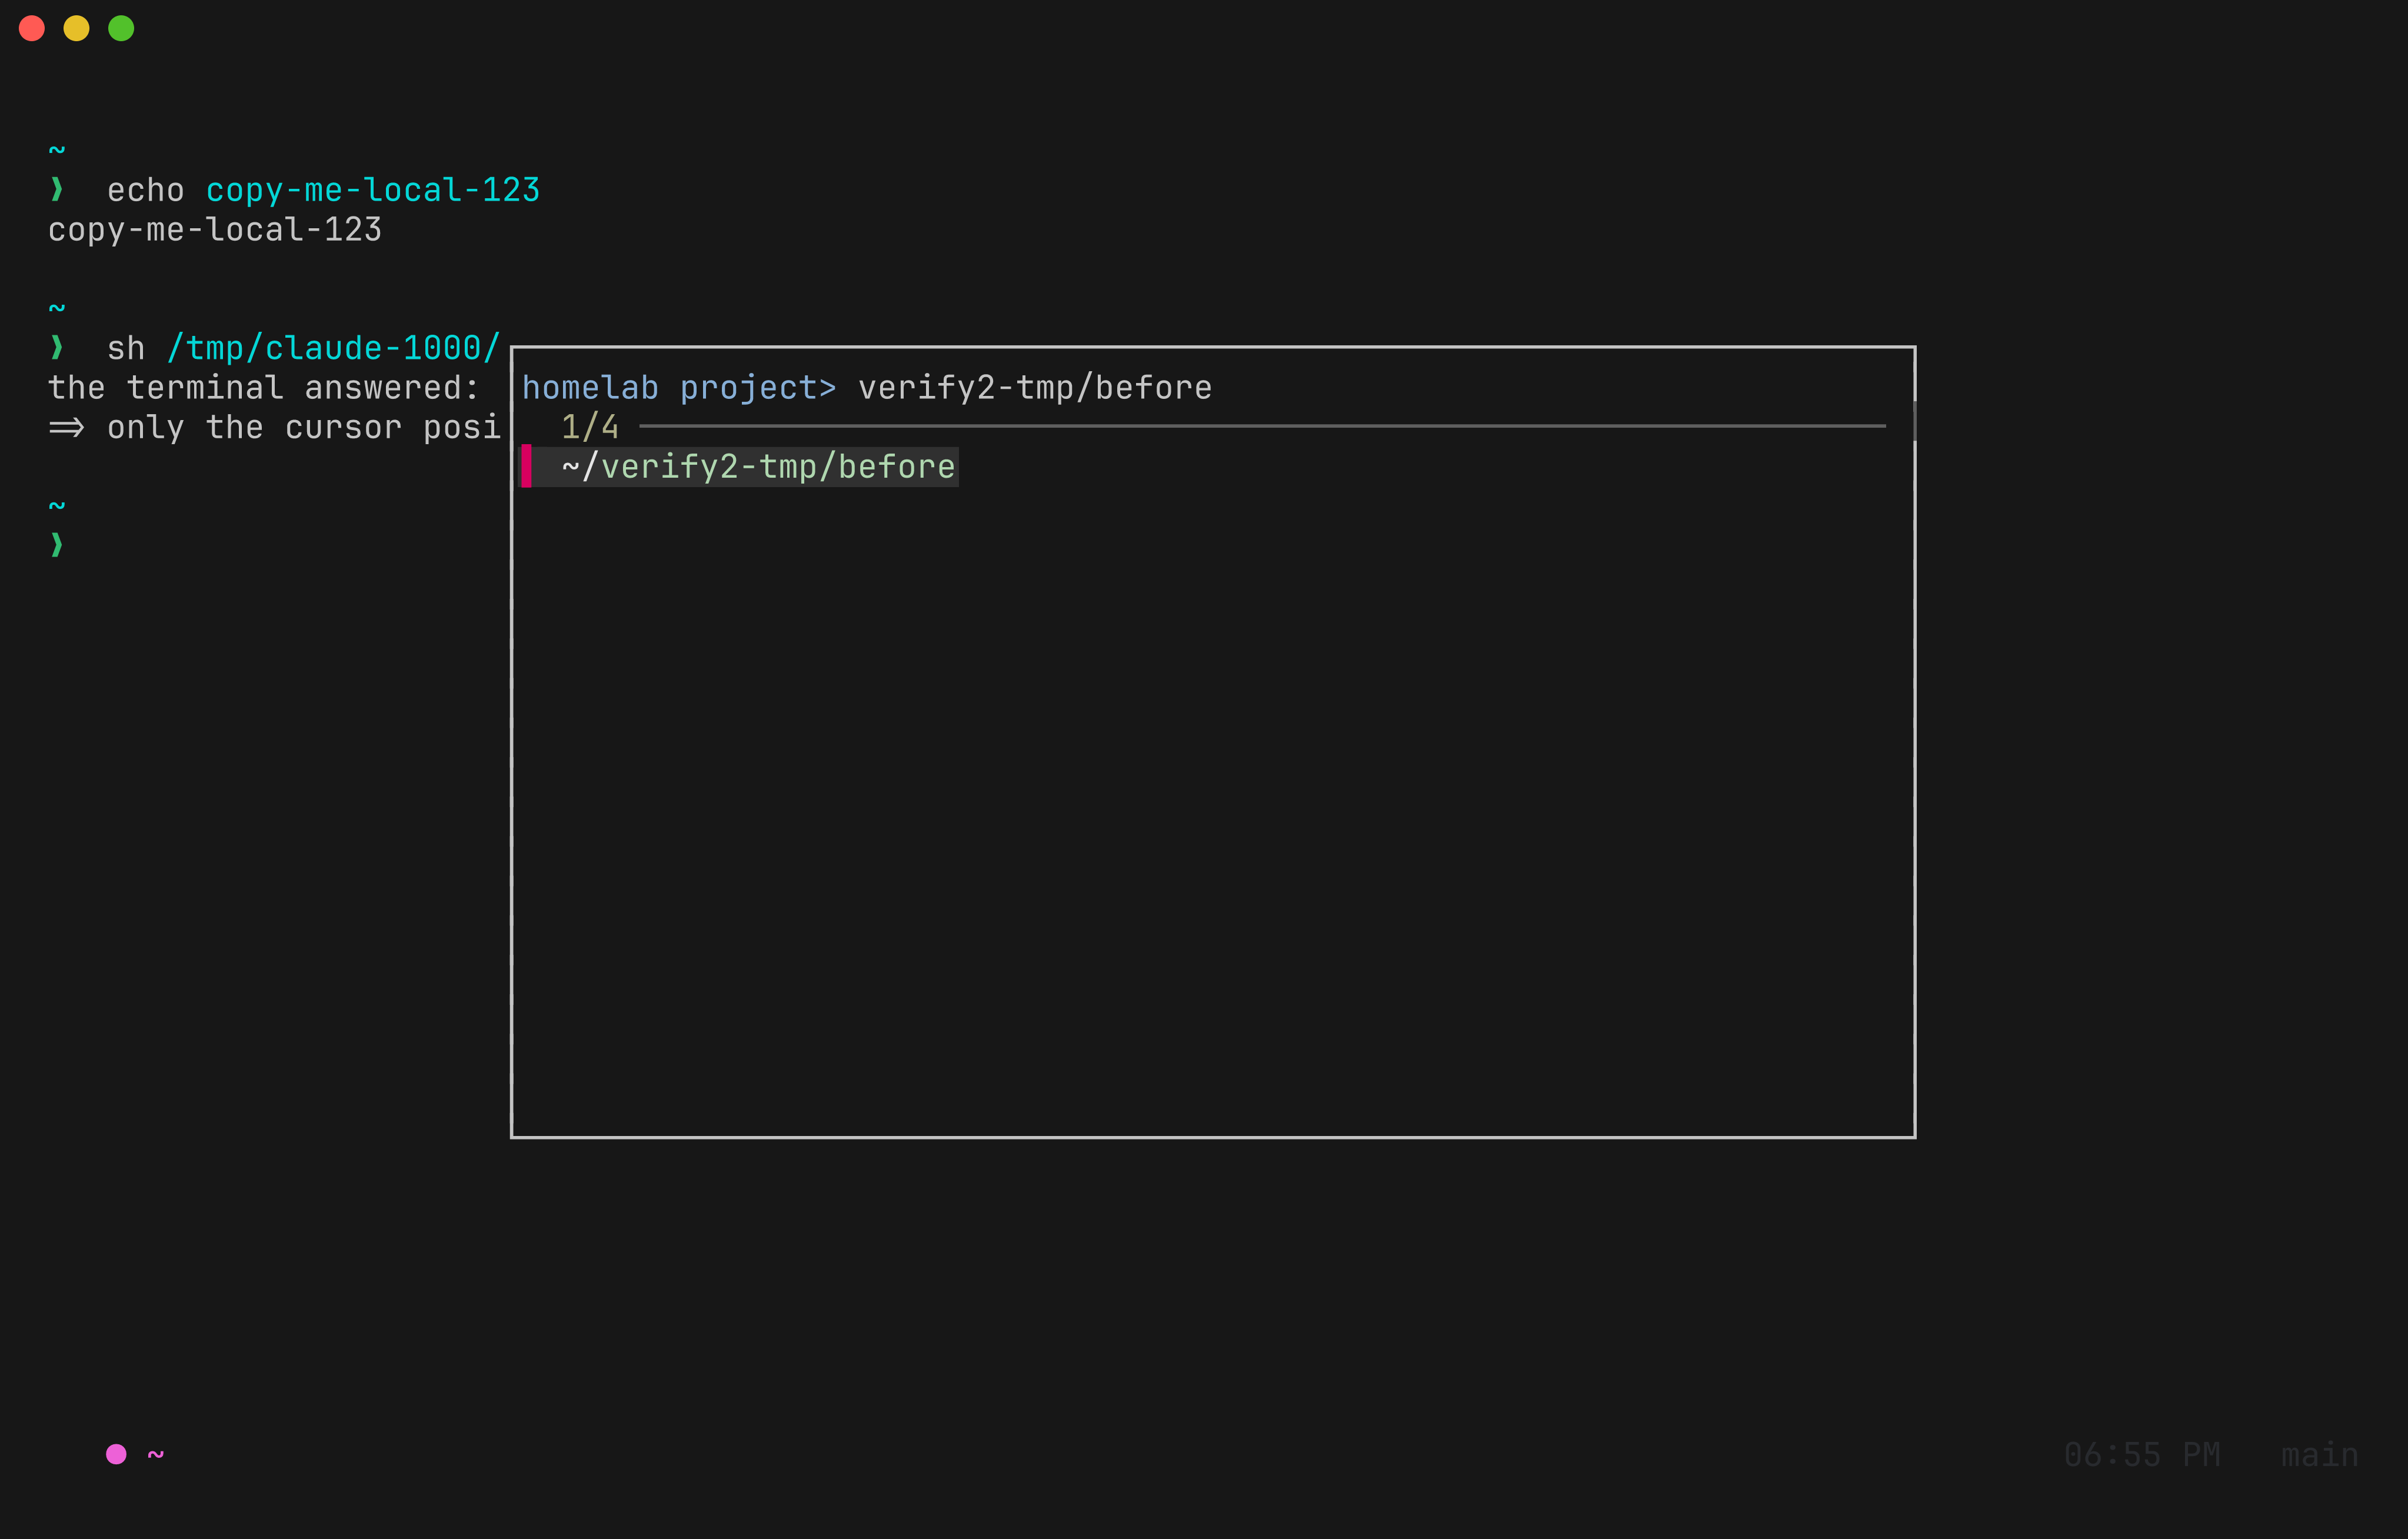 ~
❯ echo copy-me-local-123
copy-me-local-123
~
❯ sh /tmp/claude-1000/
the terminal answered:
=> only the cursor posi
~
❯
homelab project> verify2-tmp/before
1/4
~/verify2-tmp/before
● ~
06:55 PM main